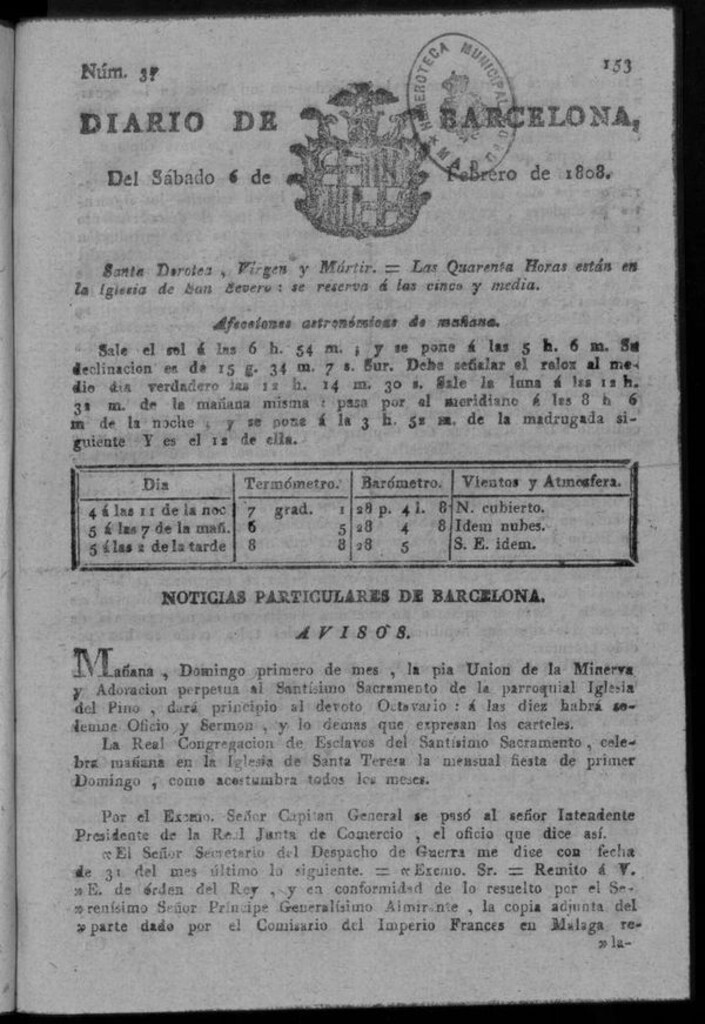 Núm. 37
153
HEMEROTECA MUNICIPAL
DIARIO DE BARCELONA,
Del Sábado 6 de Febrero de 1808.
Santa Dorotea , Virgen y Mártir. = Las Quarenta Horas están en
la Iglesia de San Severo : se reserva á las cinco y media.
Afecciones astronómicas de mañana.
Sale el sol á las 6 h. 54 m. ; y se pone á las 5 h. 6 m. Su
declinacion es de 15 g. 34 m. 7 s. Sur. Debe señalar el relox al me-
dio dia verdadero las 12 h. 14 m. 30 s. Sale la luna á las 12 h.
32 m. de la mañana misma : pasa por el meridiano á las 8 h 6
m de la noche ; y se pone á la 3 h. 52 m. de la madrugada si-
guiente Y es el 12 de ella.
Dia Termómetro. Barómetro. Vientos y Atmosfera.
4 á las 11 de la noc 7 grad. 1 28 p. 4 l. 8 N. cubierto.
5 á las 7 de la mañ. 6 5 28 4 8 Idem nubes.
5 á las 2 de la tarde 8 8 28 5 S. E. idem.
NOTICIAS PARTICULARES DE BARCELONA.
AVISOS.
Mañana , Domingo primero de mes , la pia Union de la Minerva
y Adoracion perpetua al Santísimo Sacramento de la parroquial Iglesia
del Pino , dará principio al devoto Octavario : á las diez habrá so-
lemne Oficio y Sermon , y lo demas que expresan los carteles.
La Real Congregacion de Esclavos del Santísimo Sacramento , cele-
bra mañana en la Iglesia de Santa Teresa la mensual fiesta de primer
Domingo , como acostumbra todos los meses.
Por el Excmo. Señor Capitan General se pasó al señor Intendente
Presidente de la Real Junta de Comercio , el oficio que dice así.
«El Señor Secretario del Despacho de Guerra me dice con fecha
de 31 del mes último lo siguiente. = «Excmo. Sr. = Remito á V.
»E. de órden del Rey , y en conformidad de lo resuelto por el Se-
»renísimo Señor Príncipe Generalísimo Almirante , la copia adjunta del
»parte dado por el Comisario del Imperio Frances en Malaga re-
»la-